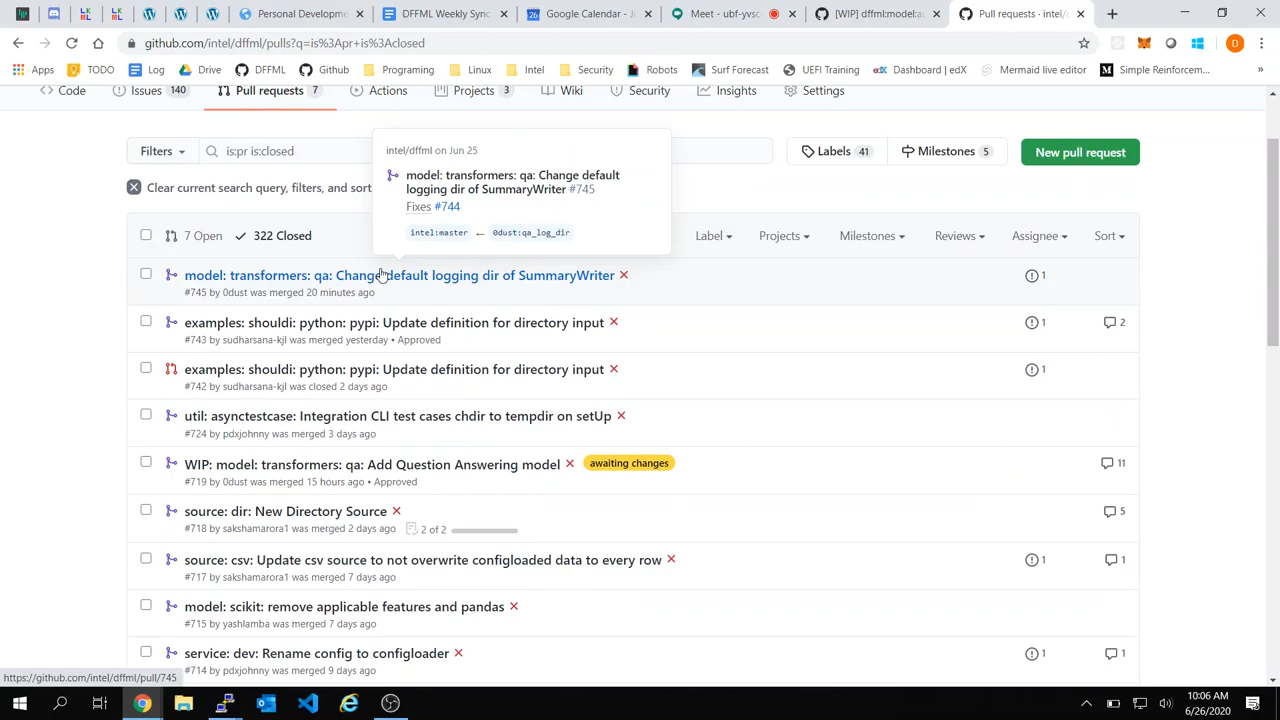 Personal Developme
DFFML Weekly Sync
Google Calendar - Ju
Meet - ubf-yvsc
[WIP] dffml:model:au
Pull requests · intel/d
github.com/intel/dffml/pulls?q=is%3Apr+is%3Aclosed
D
Apps
TODO
Log
Drive
DFFML
Github
Programing
Linux
Intel
Security
Robots
Surf Forecast
UEFI Training
Dashboard | edX
Mermaid live editor
Simple Reinforcem...
Code
Issues 140
Pull requests 7
Actions
Projects 3
Wiki
Security
Insights
Settings
Filters
is:pr is:closed
Labels 41
Milestones 5
New pull request
Clear current search query, filters, and sort
intel/dffml on Jun 25
model: transformers: qa: Change default
logging dir of SummaryWriter #745
Fixes #744
intel:master ← 0dust:qa_log_dir
7 Open
322 Closed
Label
Projects
Milestones
Reviews
Assignee
Sort
model: transformers: qa: Change default logging dir of SummaryWriter
1
#745 by 0dust was merged 20 minutes ago
examples: shouldi: python: pypi: Update definition for directory input
1
2
#743 by sudharsana-kjl was merged yesterday • Approved
examples: shouldi: python: pypi: Update definition for directory input
1
#742 by sudharsana-kjl was closed 2 days ago
util: asynctestcase: Integration CLI test cases chdir to tempdir on setUp
#724 by pdxjohnny was merged 3 days ago
WIP: model: transformers: qa: Add Question Answering model
awaiting changes
11
#719 by 0dust was merged 15 hours ago • Approved
source: dir: New Directory Source
5
#718 by sakshamarora1 was merged 2 days ago
2 of 2
source: csv: Update csv source to not overwrite configloaded data to every row
1
1
#717 by sakshamarora1 was merged 7 days ago
model: scikit: remove applicable features and pandas
#715 by yashlamba was merged 7 days ago
service: dev: Rename config to configloader
1
1
#714 by pdxjohnny was merged 9 days ago
https://github.com/intel/dffml/pull/745
10:06 AM
6/26/2020